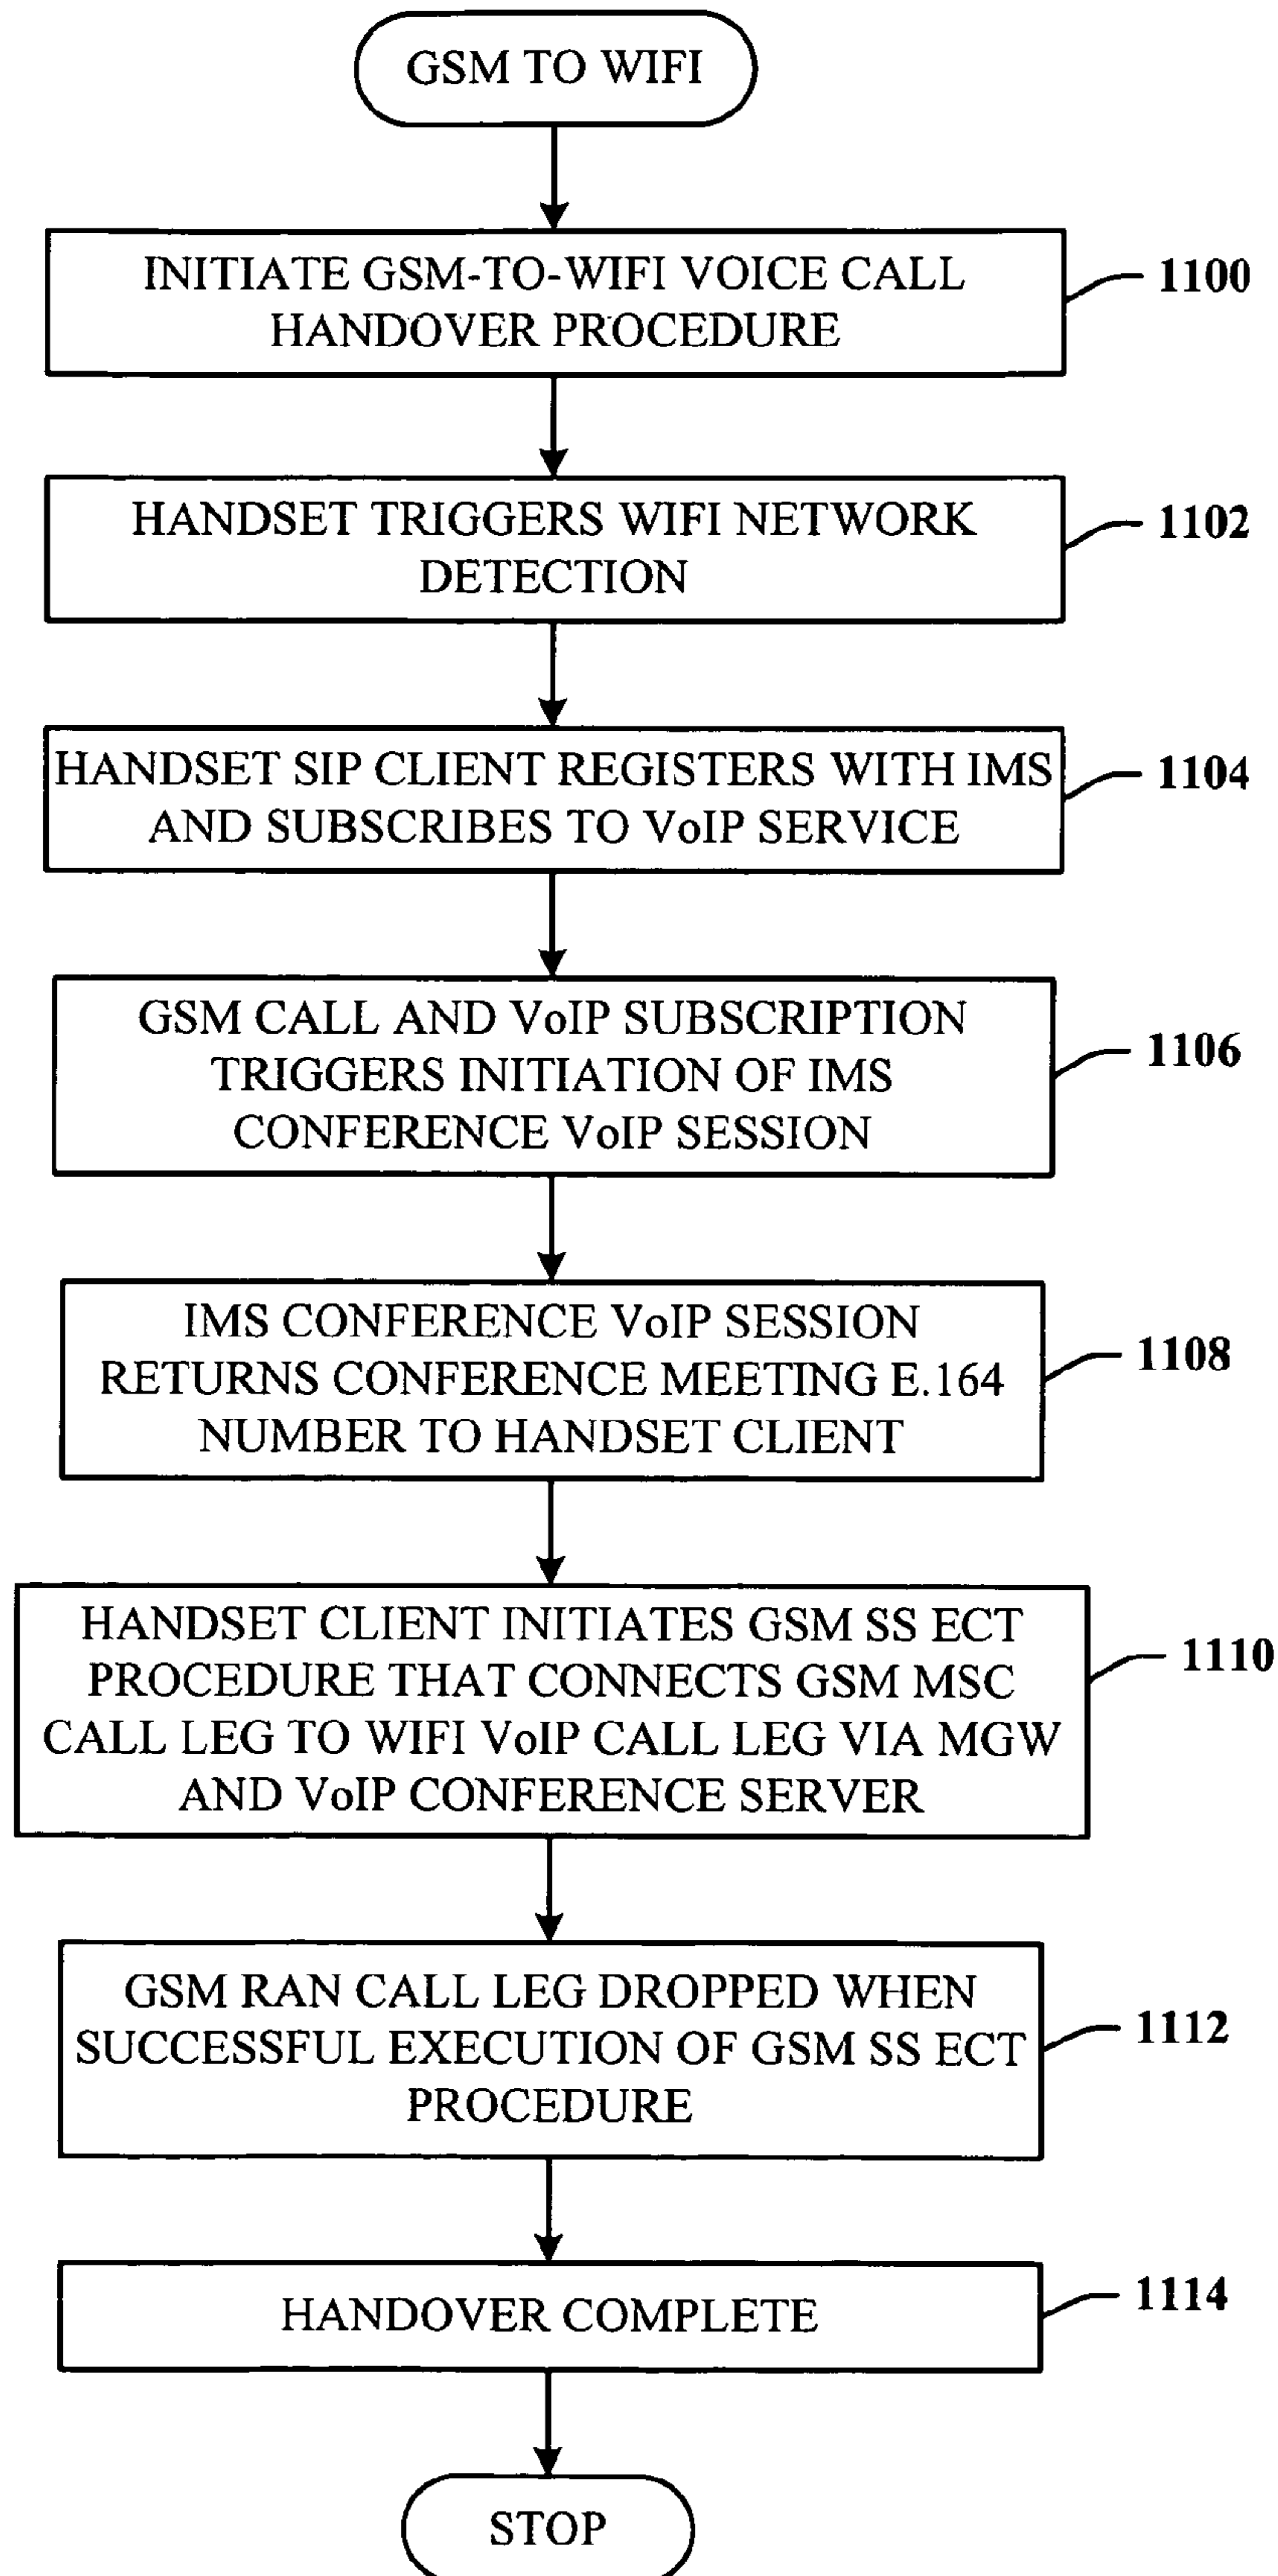 GSM TO WIFI
INITIATE GSM-TO-WIFI VOICE CALL
HANDOVER PROCEDURE
1100
HANDSET TRIGGERS WIFI NETWORK
DETECTION
1102
HANDSET SIP CLIENT REGISTERS WITH IMS
AND SUBSCRIBES TO VoIP SERVICE
1104
GSM CALL AND VoIP SUBSCRIPTION
TRIGGERS INITIATION OF IMS
CONFERENCE VoIP SESSION
1106
IMS CONFERENCE VoIP SESSION
RETURNS CONFERENCE MEETING E.164
NUMBER TO HANDSET CLIENT
1108
HANDSET CLIENT INITIATES GSM SS ECT
PROCEDURE THAT CONNECTS GSM MSC
CALL LEG TO WIFI VoIP CALL LEG VIA MGW
AND VoIP CONFERENCE SERVER
1110
GSM RAN CALL LEG DROPPED WHEN
SUCCESSFUL EXECUTION OF GSM SS ECT
PROCEDURE
1112
HANDOVER COMPLETE
1114
STOP